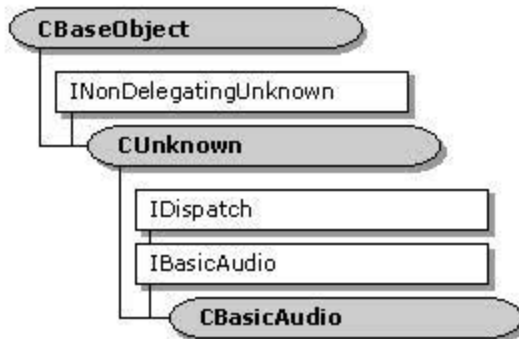 CBaseObject
INonDelegatingUnknown
CUnknown
IDispatch
IBasicAudio
CBasicAudio